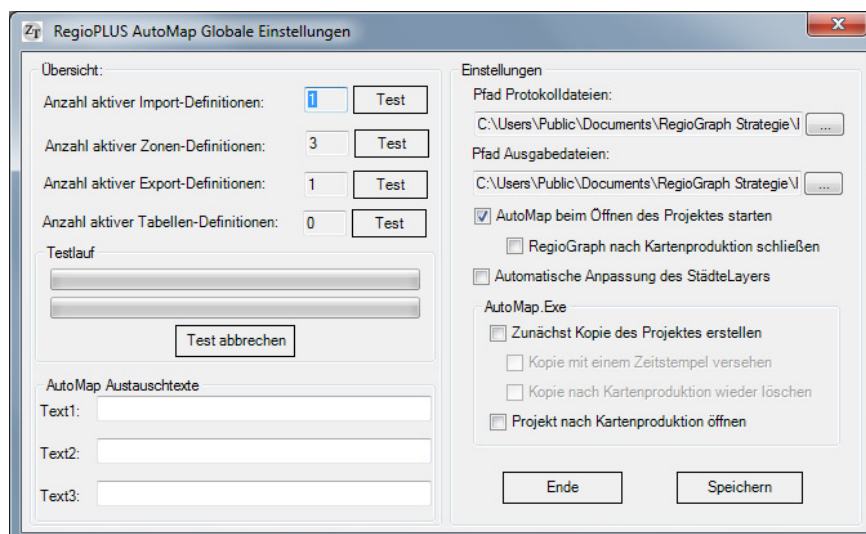 ZT RegioPLUS AutoMap Globale Einstellungen
Übersicht:
Anzahl aktiver Import-Definitionen: 1 Test
Anzahl aktiver Zonen-Definitionen: 3 Test
Anzahl aktiver Export-Definitionen: 1 Test
Anzahl aktiver Tabellen-Definitionen: 0 Test
Testlauf
Test abbrechen
AutoMap Austauschtexte
Text1:
Text2:
Text3:
Einstellungen
Pfad Protokolldateien:
C:\Users\Public\Documents\RegioGraph Strategie\I ...
Pfad Ausgabedateien:
C:\Users\Public\Documents\RegioGraph Strategie\I ...
AutoMap beim Öffnen des Projektes starten
RegioGraph nach Kartenproduktion schließen
Automatische Anpassung des StädteLayers
AutoMap.Exe
Zunächst Kopie des Projektes erstellen
Kopie mit einem Zeitstempel versehen
Kopie nach Kartenproduktion wieder löschen
Projekt nach Kartenproduktion öffnen
Ende Speichern